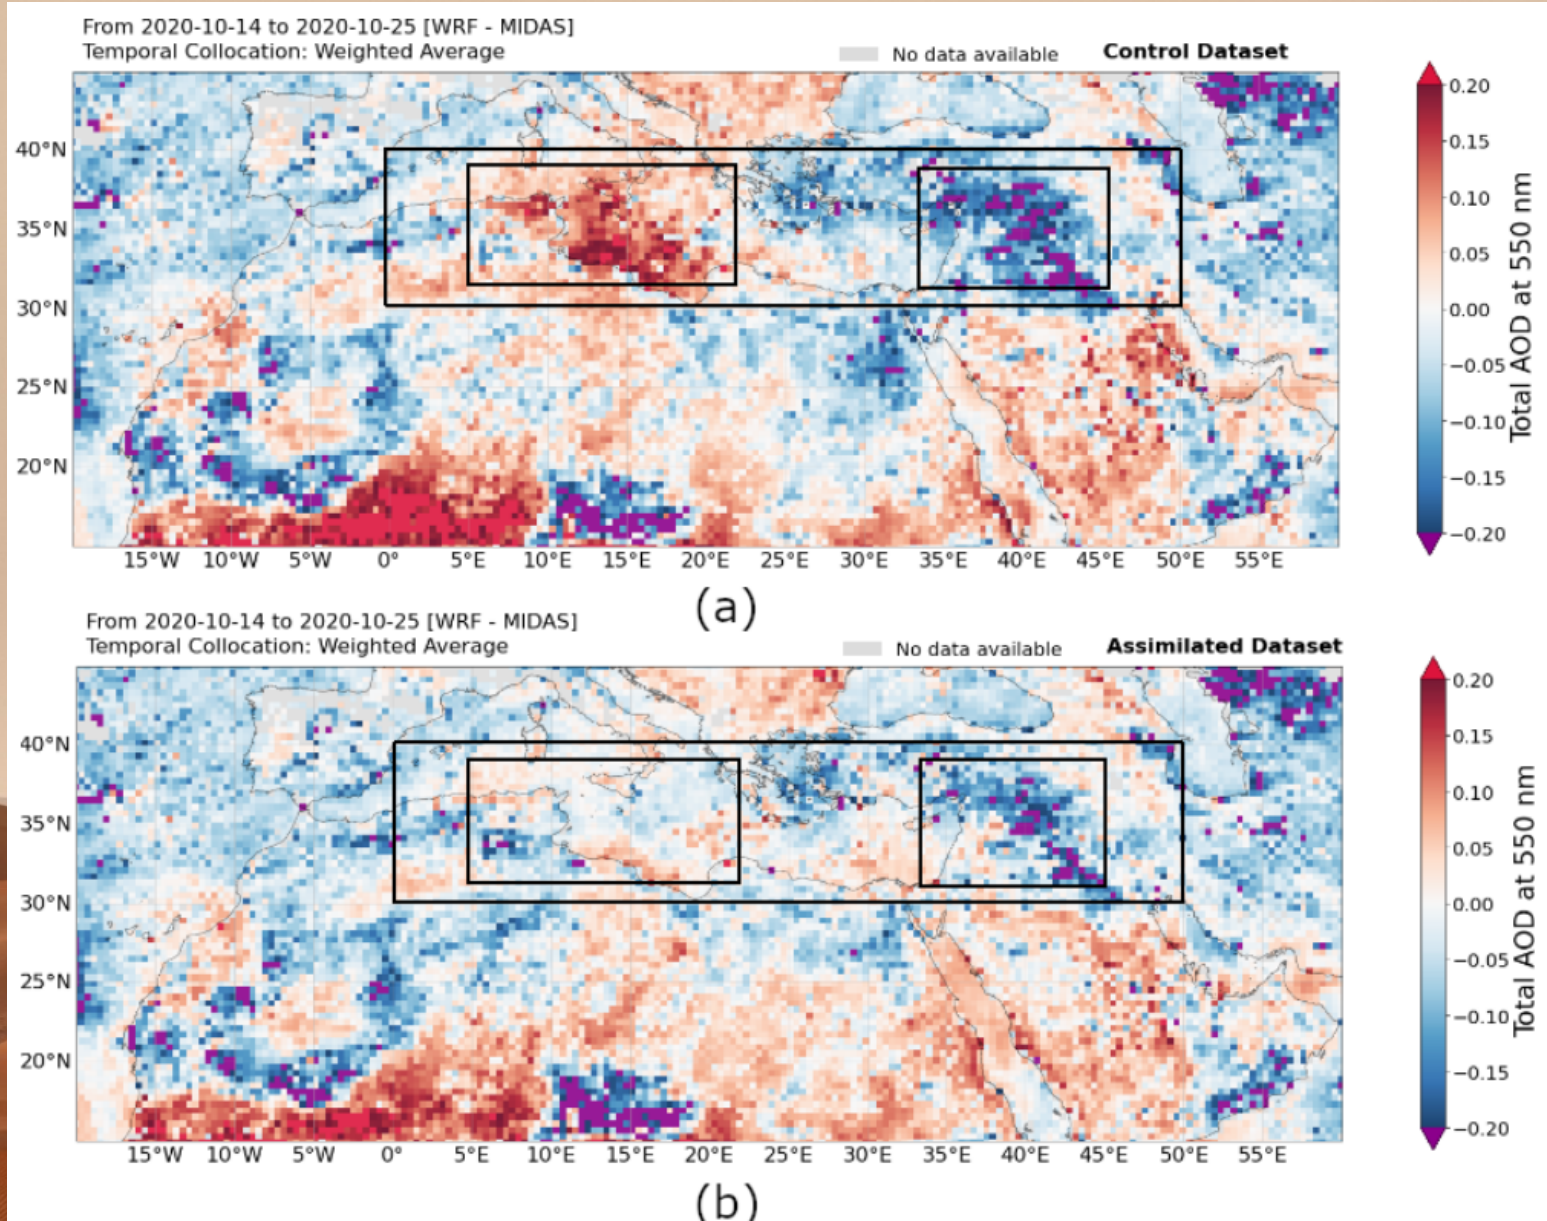 From 2020-10-14 to 2020-10-25 [WRF - MIDAS]
Temporal Collocation: Weighted Average
No data available
Control Dataset
40°N
35°N
30°N
25°N
20°N
15°W 10°W 5°W 0° 5°E 10°E 15°E 20°E 25°E 30°E 35°E 40°E 45°E 50°E 55°E
0.20
0.15
0.10
0.05
0.00
−0.05
−0.10
−0.15
−0.20
Total AOD at 550 nm
(a)
From 2020-10-14 to 2020-10-25 [WRF - MIDAS]
Temporal Collocation: Weighted Average
No data available
Assimilated Dataset
40°N
35°N
30°N
25°N
20°N
15°W 10°W 5°W 0° 5°E 10°E 15°E 20°E 25°E 30°E 35°E 40°E 45°E 50°E 55°E
0.20
0.15
0.10
0.05
0.00
−0.05
−0.10
−0.15
−0.20
Total AOD at 550 nm
(b)